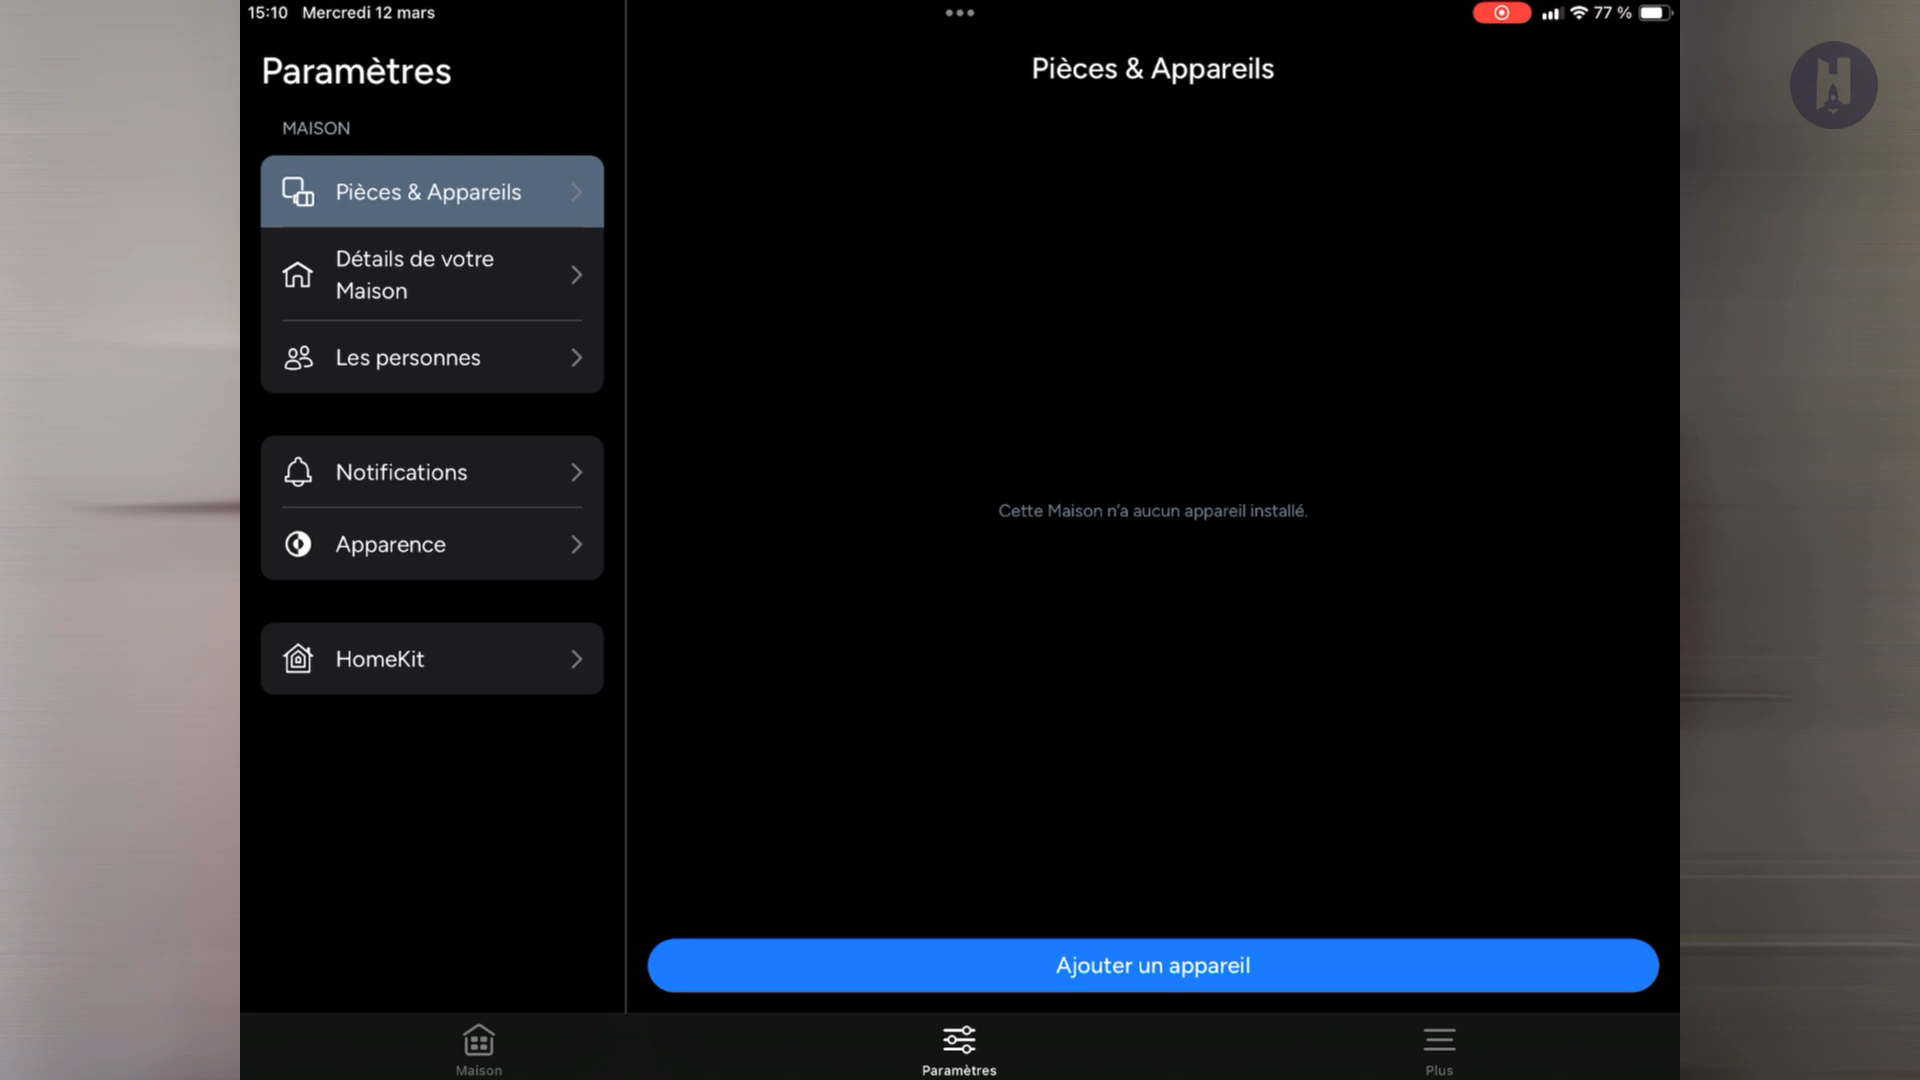 15:10 Mercredi 12 mars
77 %
Paramètres
MAISON
Pièces & Appareils
Détails de votre
Maison
Les personnes
Notifications
Apparence
HomeKit
Pièces & Appareils
Cette Maison n'a aucun appareil installé.
Ajouter un appareil
Maison
Paramètres
Plus